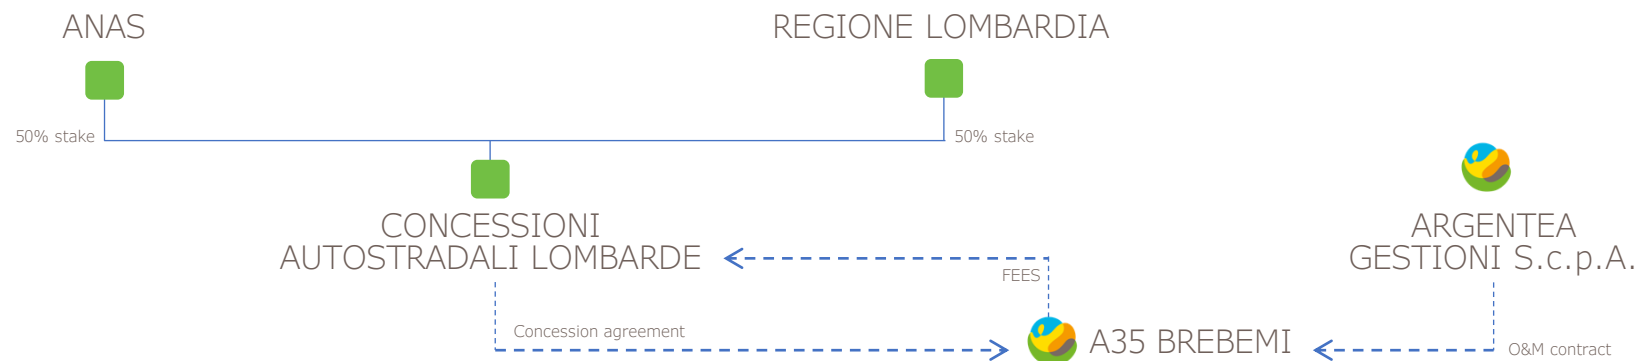 ANAS
REGIONE LOMBARDIA
50% stake
50% stake
CONCESSIONI
AUTOSTRADALI LOMBARDE
ARGENTEA
GESTIONI S.c.p.A.
FEES
Concession agreement
A35 BREBEMI
O&M contract